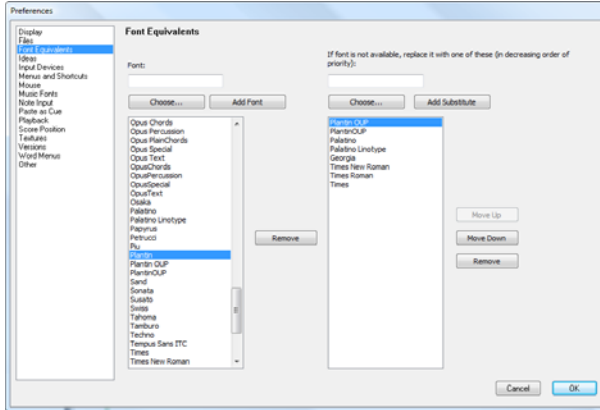 Preferences
Display
Files
Font Equivalents
Ideas
Input Devices
Menus and Shortcuts
Mouse
Music Fonts
Note Input
Paste as Cue
Playback
Score Position
Textures
Versions
Word Menus
Other
Font Equivalents
Font:
Choose...
Add Font
Opus Chords
Opus Percussion
Opus PlainChords
Opus Special
Opus Text
OpusChords
OpusPercussion
OpusSpecial
OpusText
Osaka
Palatino
Palatino Linotype
Papyrus
Petrucci
Piu
Plantin
Plantin OUP
PlantinOUP
Sand
Sonata
Susato
Swiss
Tahoma
Tamburo
Techno
Tempus Sans ITC
Times
Times New Roman
Remove
If font is not available, replace it with one of these (in decreasing order of
priority):
Choose...
Add Substitute
Plantin OUP
PlantinOUP
Palatino
Palatino Linotype
Georgia
Times New Roman
Times Roman
Times
Move Up
Move Down
Remove
Cancel
OK